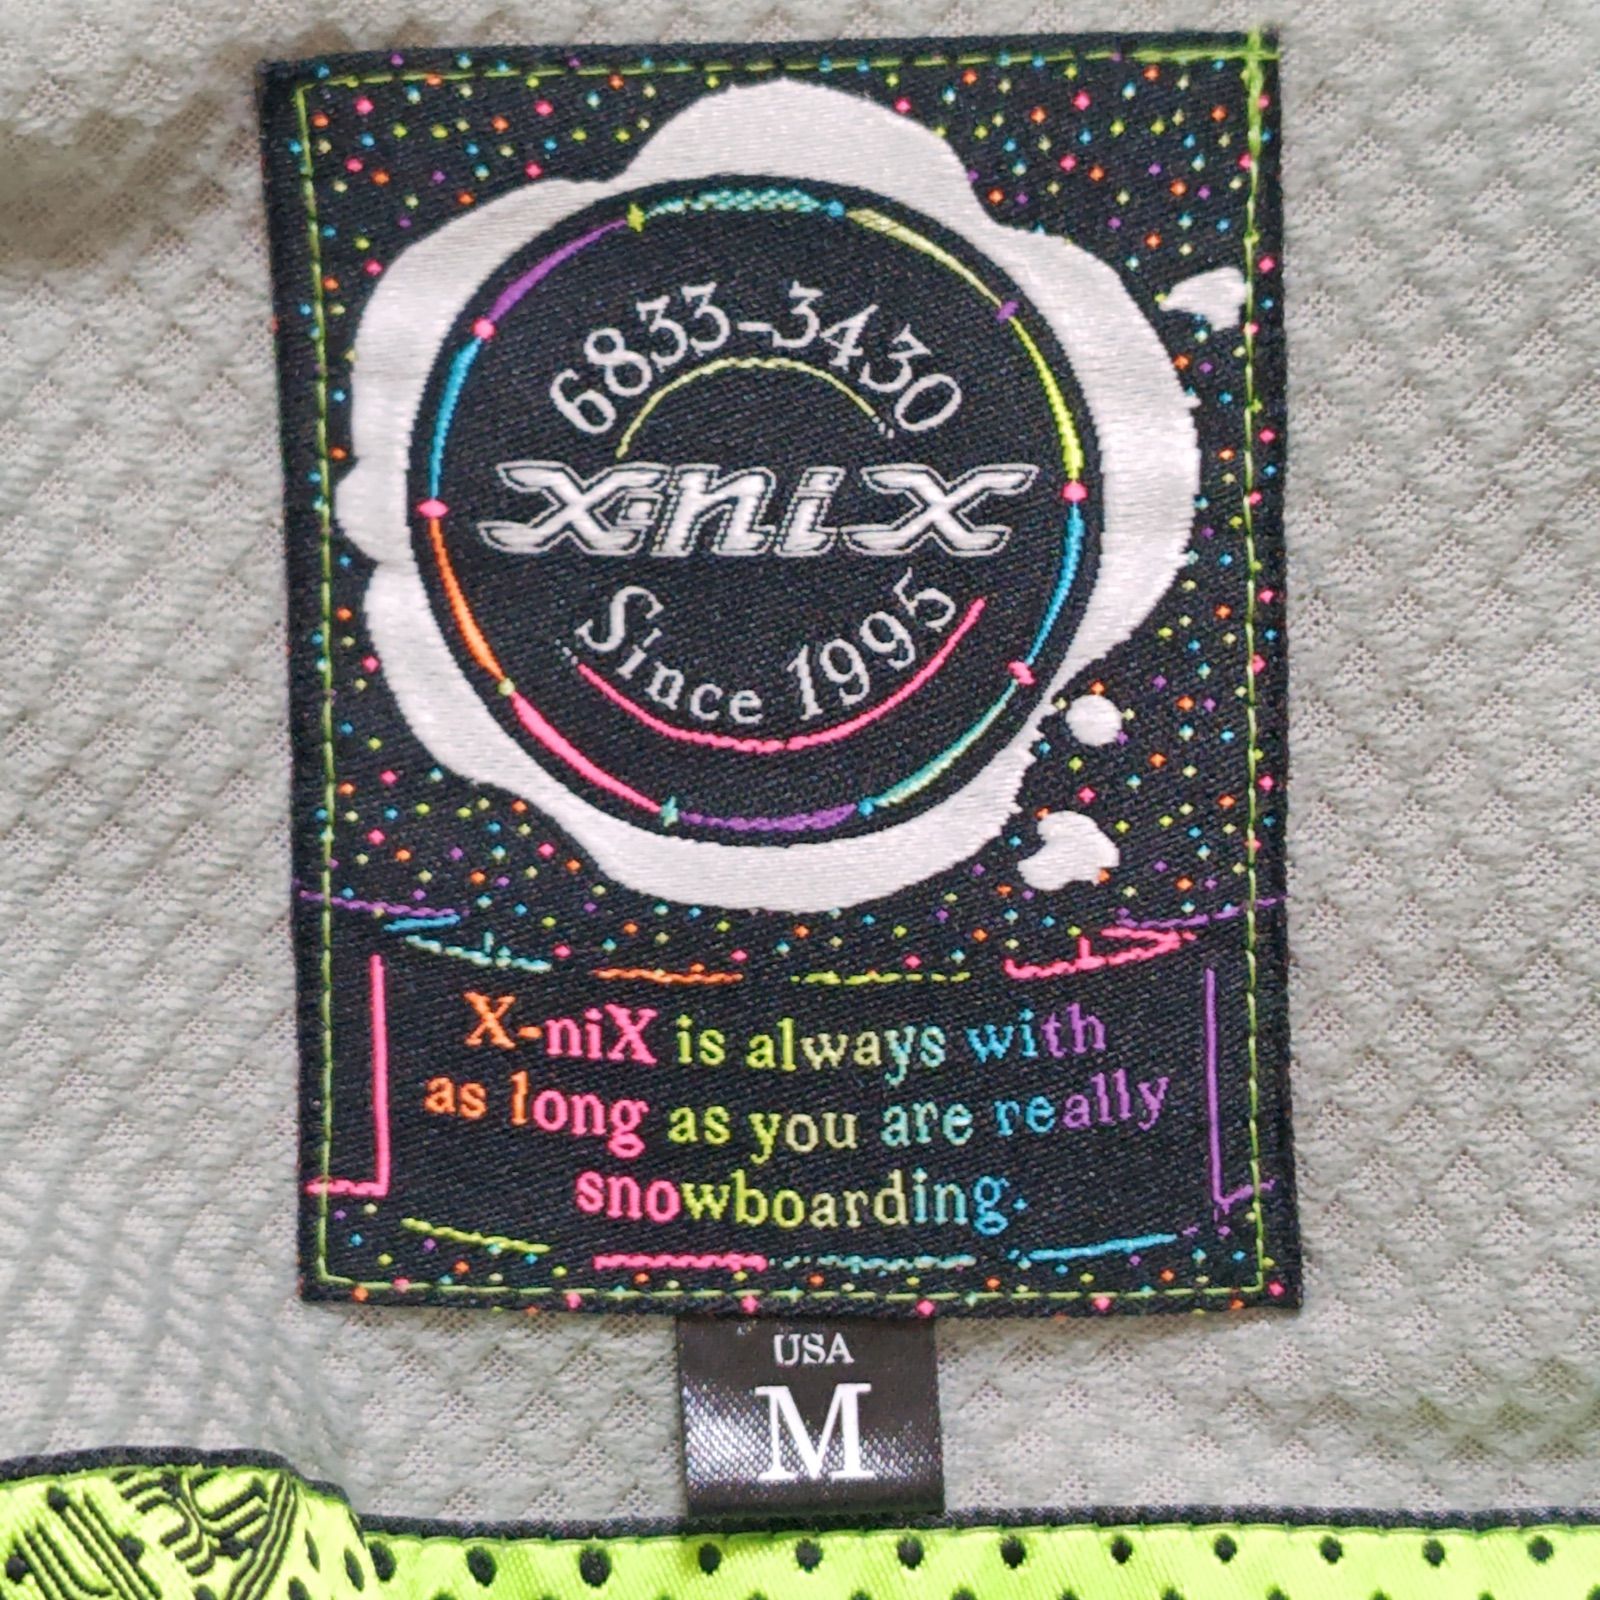 6833-3430
x-nix
Since 1995
X-niX is always with
as long as you are really
snowboarding.
USA
M